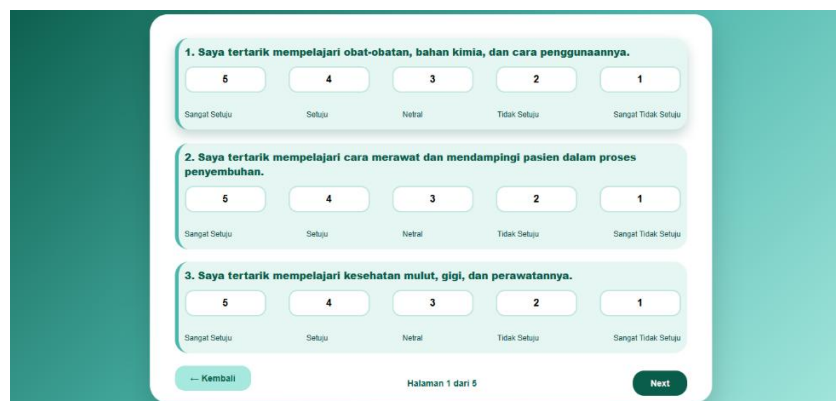 1. Saya tertarik mempelajari obat-obatan, bahan kimia, dan cara penggunaannya.
5 4 3 2 1
Sangat Setuju Setuju Netral Tidak Setuju Sangat Tidak Setuju
2. Saya tertarik mempelajari cara merawat dan mendampingi pasien dalam proses
penyembuhan.
5 4 3 2 1
Sangat Setuju Setuju Netral Tidak Setuju Sangat Tidak Setuju
3. Saya tertarik mempelajari kesehatan mulut, gigi, dan perawatannya.
5 4 3 2 1
Sangat Setuju Setuju Netral Tidak Setuju Sangat Tidak Setuju
← Kembali Halaman 1 dari 5 Next